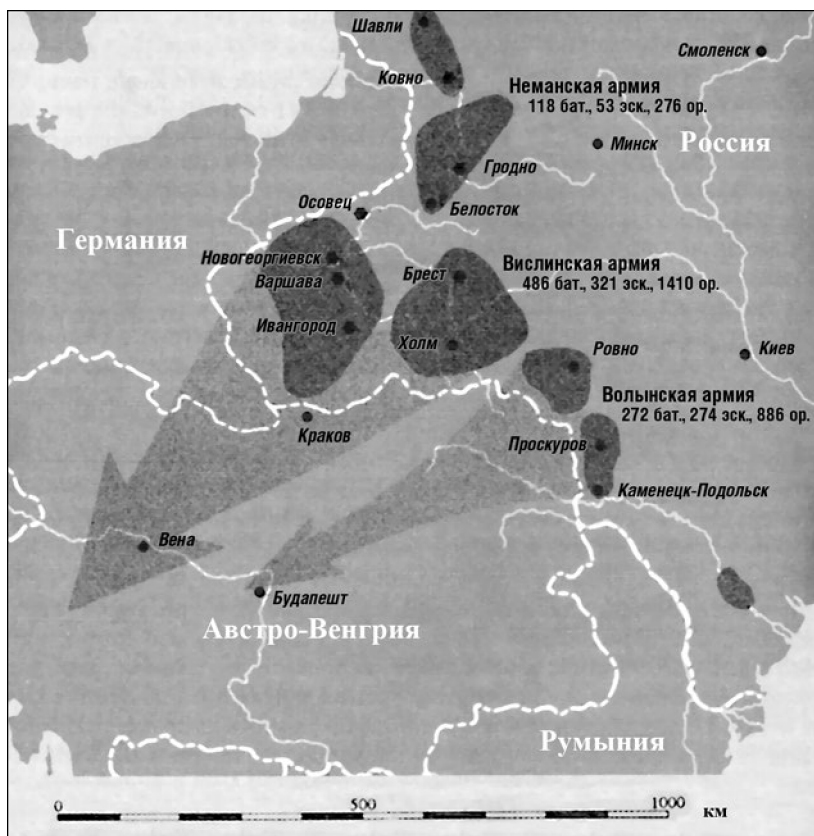 Шавли
Смоленск
Ковно
Неманская армия
118 бат., 53 эск., 276 ор.
Минск
Россия
Гродно
Осовец
Белосток
Германия
Новогеоргиевск
Варшава
Брест
Вислинская армия
486 бат., 321 эск., 1410 ор.
Ивангород
Холм
Ровно
Киев
Волынская армия
272 бат., 274 эск., 886 ор.
Краков
Проскуров
Каменецк-Подольск
Вена
Будапешт
Австро-Венгрия
Румыния
0 500 1000 км